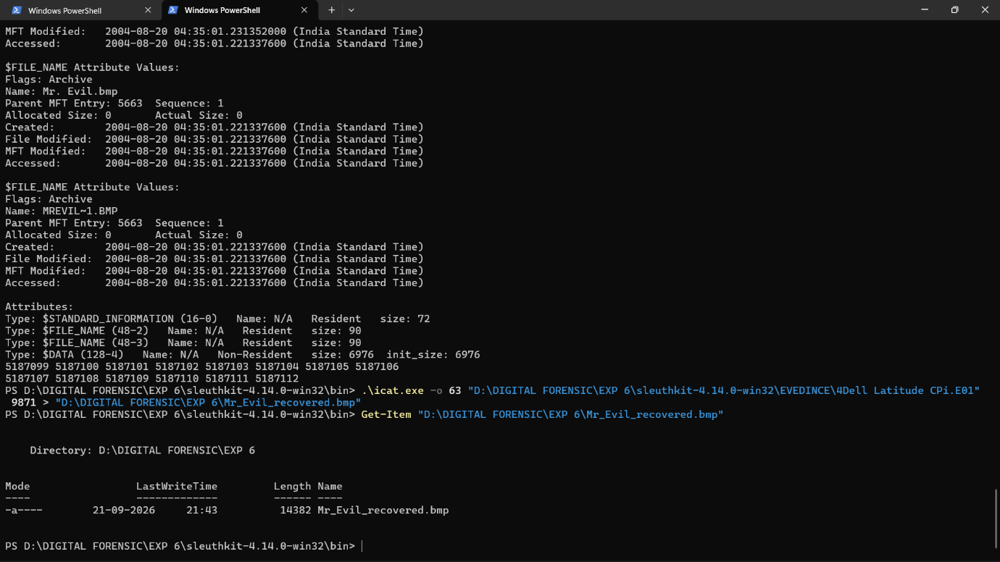 Windows PowerShell
Windows PowerShell
MFT Modified:   2004-08-20 04:35:01.231352000 (India Standard Time)
Accessed:       2004-08-20 04:35:01.221337600 (India Standard Time)
$FILE_NAME Attribute Values:
Flags: Archive
Name: Mr. Evil.bmp
Parent MFT Entry: 5663  Sequence: 1
Allocated Size: 0       Actual Size: 0
Created:        2004-08-20 04:35:01.221337600 (India Standard Time)
File Modified:  2004-08-20 04:35:01.221337600 (India Standard Time)
MFT Modified:   2004-08-20 04:35:01.221337600 (India Standard Time)
Accessed:       2004-08-20 04:35:01.221337600 (India Standard Time)
$FILE_NAME Attribute Values:
Flags: Archive
Name: MREVIL~1.BMP
Parent MFT Entry: 5663  Sequence: 1
Allocated Size: 0       Actual Size: 0
Created:        2004-08-20 04:35:01.221337600 (India Standard Time)
File Modified:  2004-08-20 04:35:01.221337600 (India Standard Time)
MFT Modified:   2004-08-20 04:35:01.221337600 (India Standard Time)
Accessed:       2004-08-20 04:35:01.221337600 (India Standard Time)
Attributes:
Type: $STANDARD_INFORMATION (16-0)   Name: N/A   Resident   size: 72
Type: $FILE_NAME (48-2)   Name: N/A   Resident   size: 90
Type: $FILE_NAME (48-3)   Name: N/A   Resident   size: 90
Type: $DATA (128-4)   Name: N/A   Non-Resident   size: 6976  init_size: 6976
5187099 5187100 5187101 5187102 5187103 5187104 5187105 5187106
5187107 5187108 5187109 5187110 5187111 5187112
PS D:\DIGITAL FORENSIC\EXP 6\sleuthkit-4.14.0-win32\bin> .\icat.exe -o 63 "D:\DIGITAL FORENSIC\EXP 6\sleuthkit-4.14.0-win32\EVEDINCE\4Dell Latitude CPi.E01"
 9871 > "D:\DIGITAL FORENSIC\EXP 6\Mr_Evil_recovered.bmp"
PS D:\DIGITAL FORENSIC\EXP 6\sleuthkit-4.14.0-win32\bin> Get-Item "D:\DIGITAL FORENSIC\EXP 6\Mr_Evil_recovered.bmp"
    Directory: D:\DIGITAL FORENSIC\EXP 6
Mode                 LastWriteTime         Length Name
----                 -------------         ------ ----
-a----        21-09-2026     21:43          14382 Mr_Evil_recovered.bmp
PS D:\DIGITAL FORENSIC\EXP 6\sleuthkit-4.14.0-win32\bin>